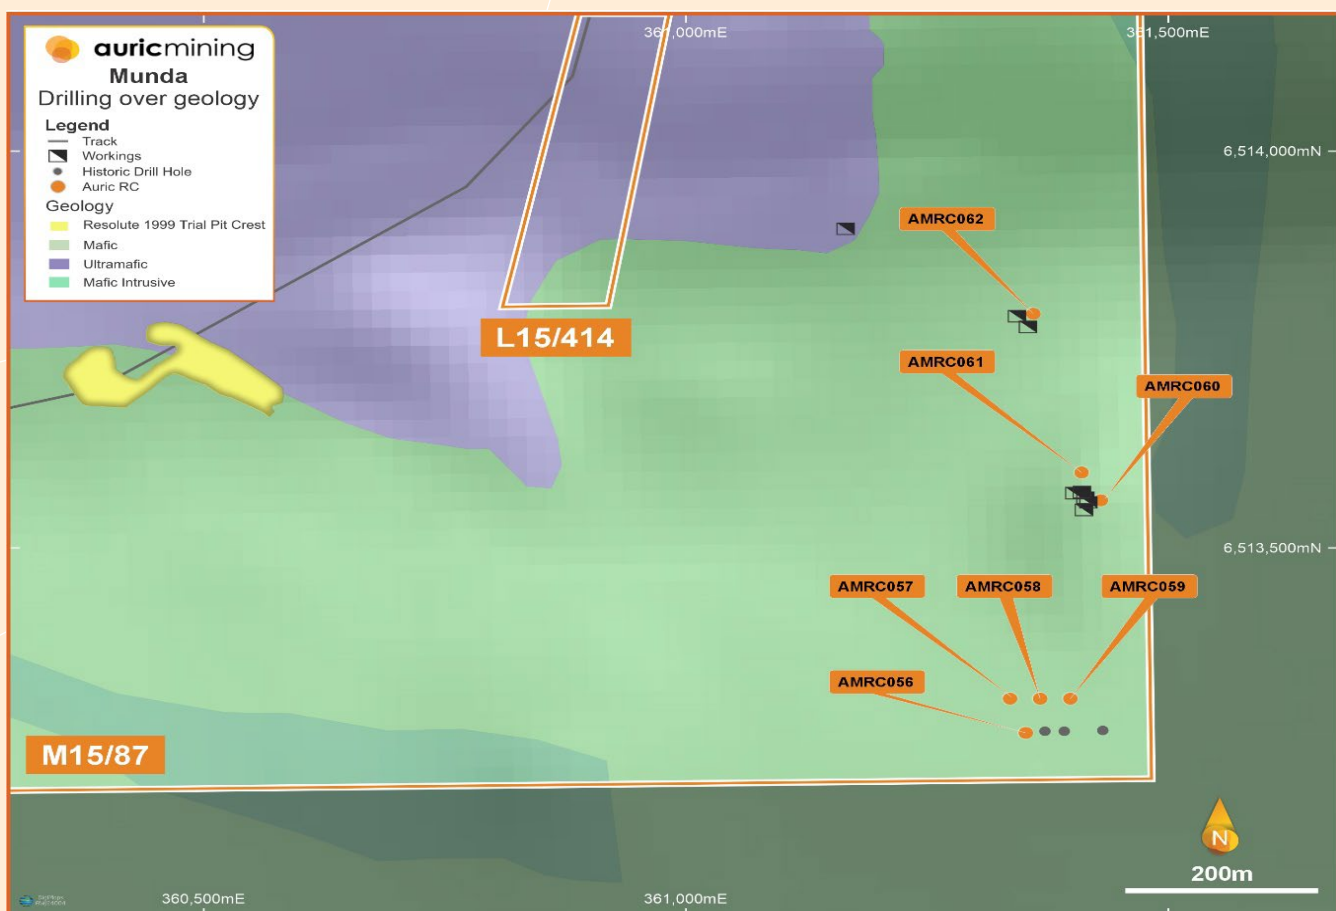 361,000mE
361,500mE
auricmining
Munda
Drilling over geology
Legend
Track
Workings
Historic Drill Hole
Auric RC
Geology
Resolute 1999 Trial Pit Crest
Mafic
Ultramafic
Mafic Intrusive
6,514,000mN
AMRC062
L15/414
AMRC061
AMRC060
6,513,500mN
AMRC057
AMRC058
AMRC059
AMRC056
M15/87
N
200m
360,500mE
361,000mE